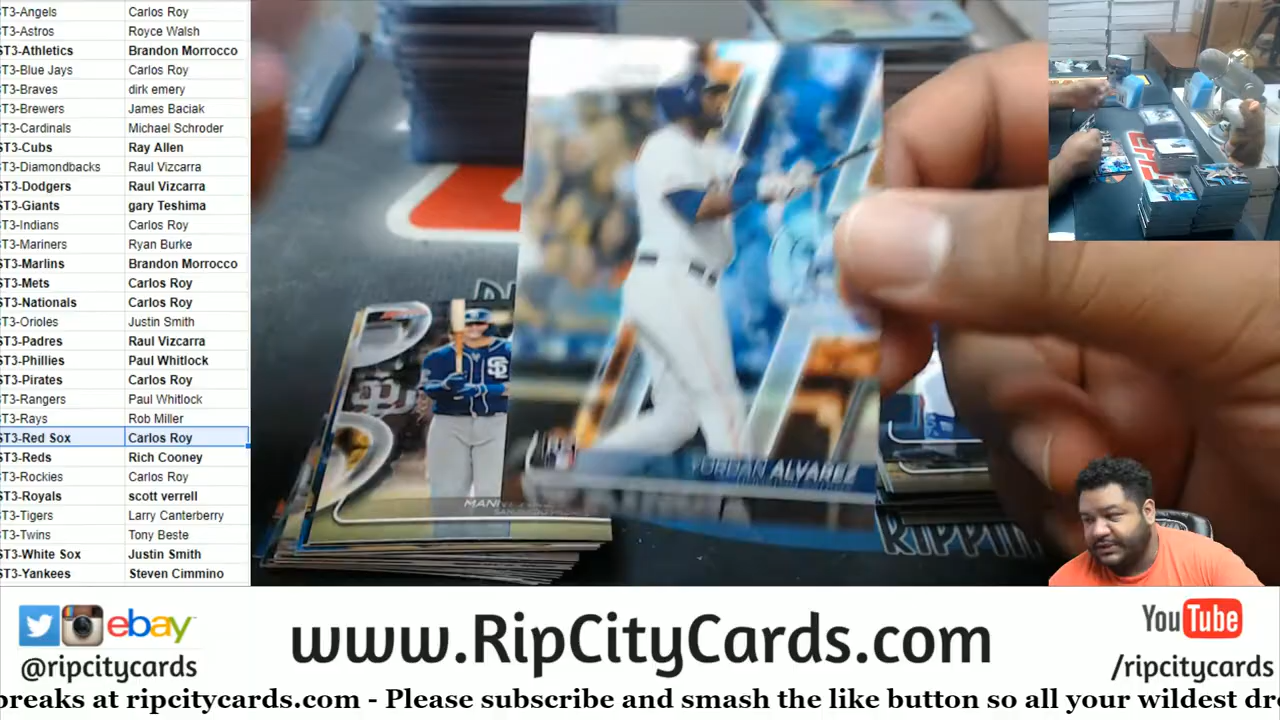 ST3-Angels Carlos Roy
ST3-Astros Royce Walsh
ST3-Athletics Brandon Morrocco
ST3-Blue Jays Carlos Roy
ST3-Braves dirk emery
ST3-Brewers James Baciak
ST3-Cardinals Michael Schroder
ST3-Cubs Ray Allen
ST3-Diamondbacks Raul Vizcarra
ST3-Dodgers Raul Vizcarra
ST3-Giants gary Teshima
ST3-Indians Carlos Roy
ST3-Mariners Ryan Burke
ST3-Marlins Brandon Morrocco
ST3-Mets Carlos Roy
ST3-Nationals Carlos Roy
ST3-Orioles Justin Smith
ST3-Padres Raul Vizcarra
ST3-Phillies Paul Whitlock
ST3-Pirates Carlos Roy
ST3-Rangers Paul Whitlock
ST3-Rays Rob Miller
ST3-Red Sox Carlos Roy
ST3-Reds Rich Cooney
ST3-Rockies Carlos Roy
ST3-Royals scott verrell
ST3-Tigers Larry Canterberry
ST3-Twins Tony Beste
ST3-White Sox Justin Smith
ST3-Yankees Steven Cimmino
YORDAN ALVAREZ
RIPPIN
ebay
@ripcitycards
www.RipCityCards.com
YouTube
/ripcitycards
breaks at ripcitycards.com - Please subscribe and smash the like button so all your wildest dre